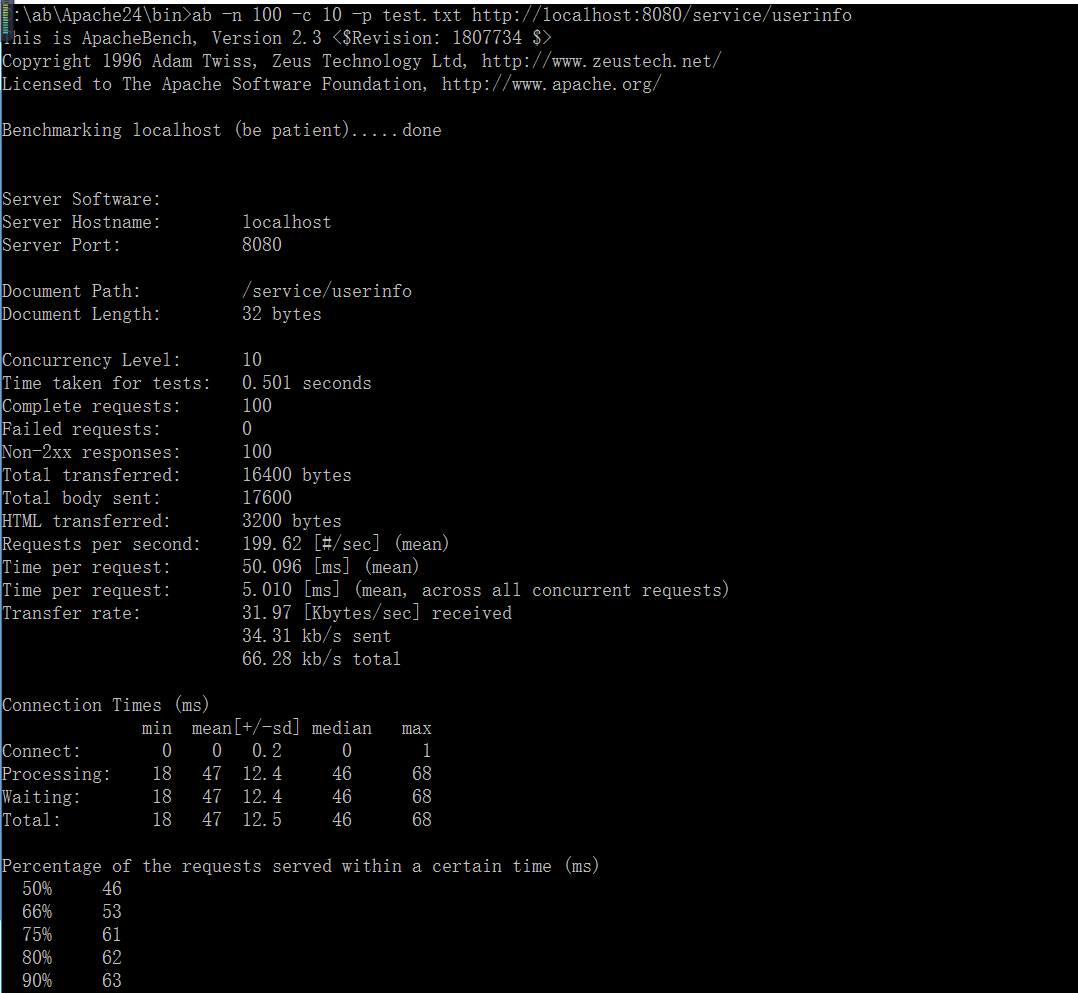 :\ab\Apache24\bin>ab -n 100 -c 10 -p test.txt http://localhost:8080/service/userinfo
This is ApacheBench, Version 2.3 <$Revision: 1807734 $>
Copyright 1996 Adam Twiss, Zeus Technology Ltd, http://www.zeustech.net/
Licensed to The Apache Software Foundation, http://www.apache.org/
Benchmarking localhost (be patient).....done
Server Software:
Server Hostname:        localhost
Server Port:            8080
Document Path:          /service/userinfo
Document Length:        32 bytes
Concurrency Level:      10
Time taken for tests:   0.501 seconds
Complete requests:      100
Failed requests:        0
Non-2xx responses:      100
Total transferred:      16400 bytes
Total body sent:        17600
HTML transferred:       3200 bytes
Requests per second:    199.62 [#/sec] (mean)
Time per request:       50.096 [ms] (mean)
Time per request:       5.010 [ms] (mean, across all concurrent requests)
Transfer rate:          31.97 [Kbytes/sec] received
                        34.31 kb/s sent
                        66.28 kb/s total
Connection Times (ms)
              min  mean[+/-sd] median   max
Connect:        0    0   0.2      0       1
Processing:    18   47  12.4     46      68
Waiting:       18   47  12.4     46      68
Total:         18   47  12.5     46      68
Percentage of the requests served within a certain time (ms)
  50%     46
  66%     53
  75%     61
  80%     62
  90%     63